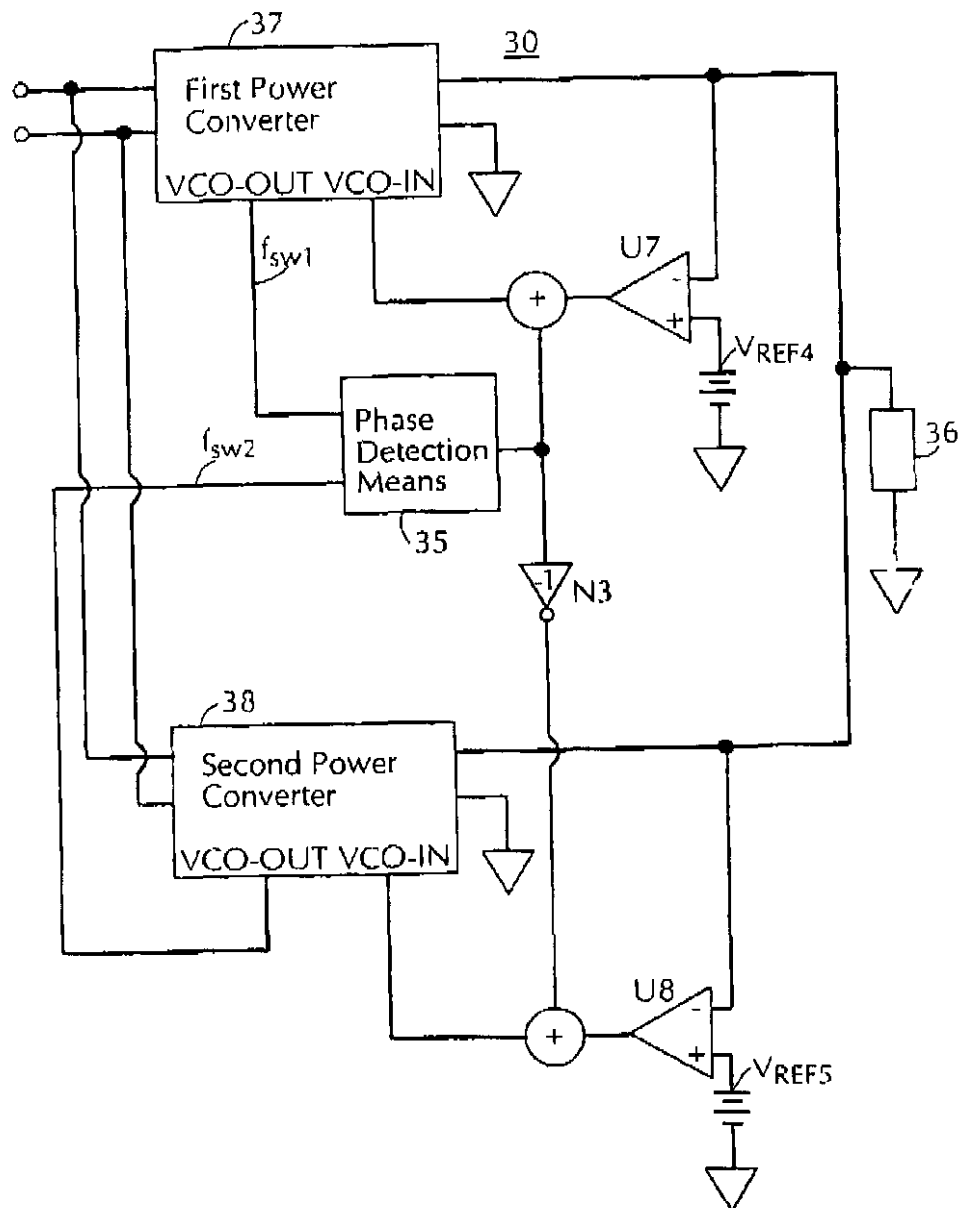 37
30
First Power
Converter
VCO-OUT VCO-IN
fsw1
U7
-
+
+
VREF4
Phase
Detection
Means
36
fsw2
35
-1
N3
38
Second Power
Converter
VCO-OUT VCO-IN
U8
-
+
+
VREF5